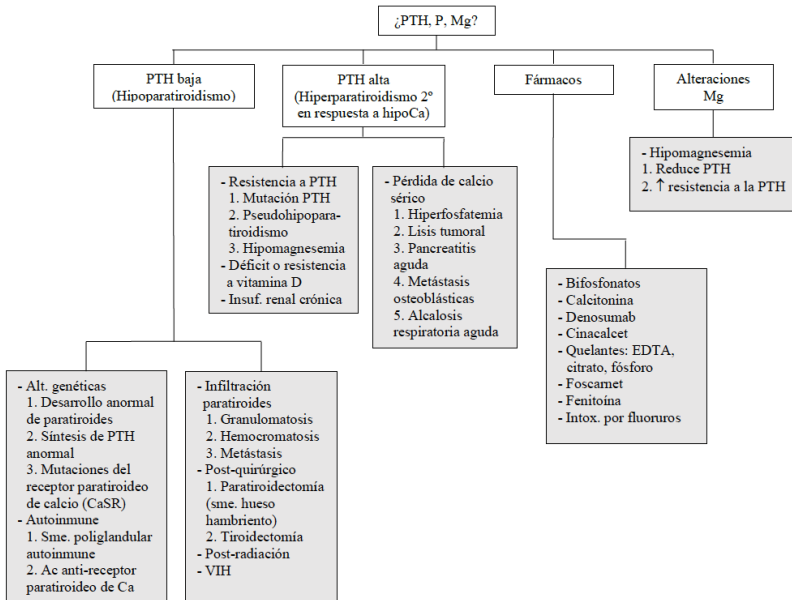 ¿PTH, P, Mg?
PTH baja
(Hipoparatiroidismo)
PTH alta
(Hiperparatiroidismo 2º
en respuesta a hipoCa)
Fármacos
Alteraciones
Mg
- Resistencia a PTH
1. Mutación PTH
2. Pseudohipopara-
tiroidismo
3. Hipomagnesemia
- Déficit o resistencia
a vitamina D
- Insuf. renal crónica
- Pérdida de calcio
sérico
1. Hiperfosfatemia
2. Lisis tumoral
3. Pancreatitis
aguda
4. Metástasis
osteoblásticas
5. Alcalosis
respiratoria aguda
- Hipomagnesemia
1. Reduce PTH
2. ↑ resistencia a la PTH
- Bifosfonatos
- Calcitonina
- Denosumab
- Cinacalcet
- Quelantes: EDTA,
citrato, fósforo
- Foscarnet
- Fenitoína
- Intox. por fluoruros
- Alt. genéticas
1. Desarrollo anormal
de paratiroides
2. Síntesis de PTH
anormal
3. Mutaciones del
receptor paratiroideo
de calcio (CaSR)
- Autoinmune
1. Sme. poliglandular
autoinmune
2. Ac anti-receptor
paratiroideo de Ca
- Infiltración
paratiroides
1. Granulomatosis
2. Hemocromatosis
3. Metástasis
- Post-quirúrgico
1. Paratiroidectomía
(sme. hueso
hambriento)
2. Tiroidectomía
- Post-radiación
- VIH